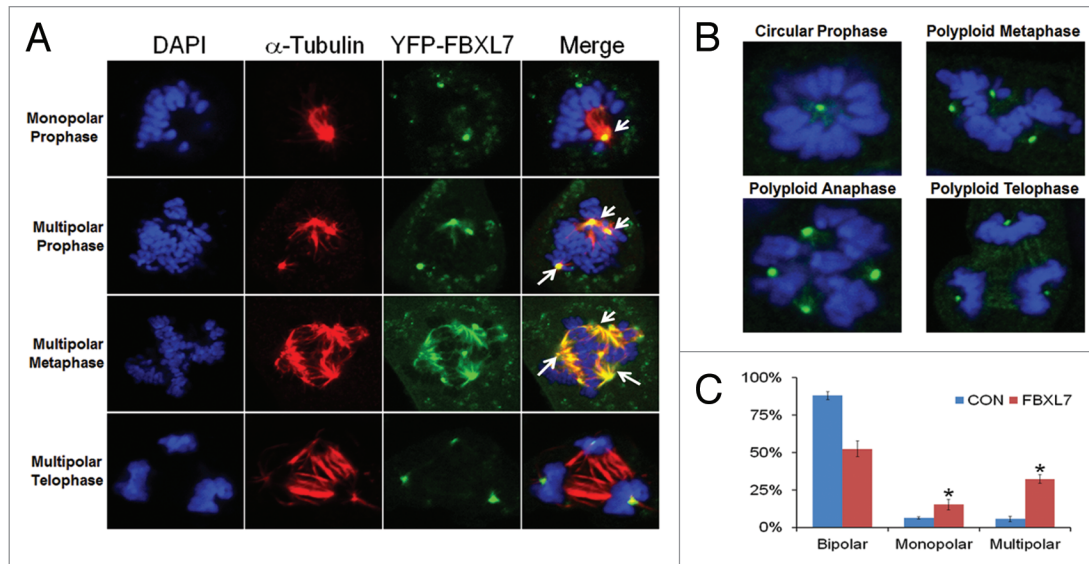 A
DAPI
α-Tubulin
YFP-FBXL7
Merge
Monopolar
Prophase
Multipolar
Prophase
Multipolar
Metaphase
Multipolar
Telophase
B
Circular Prophase
Polyploid Metaphase
Polyploid Anaphase
Polyploid Telophase
C
100%
75%
50%
25%
0%
CON
FBXL7
*
*
Bipolar
Monopolar
Multipolar